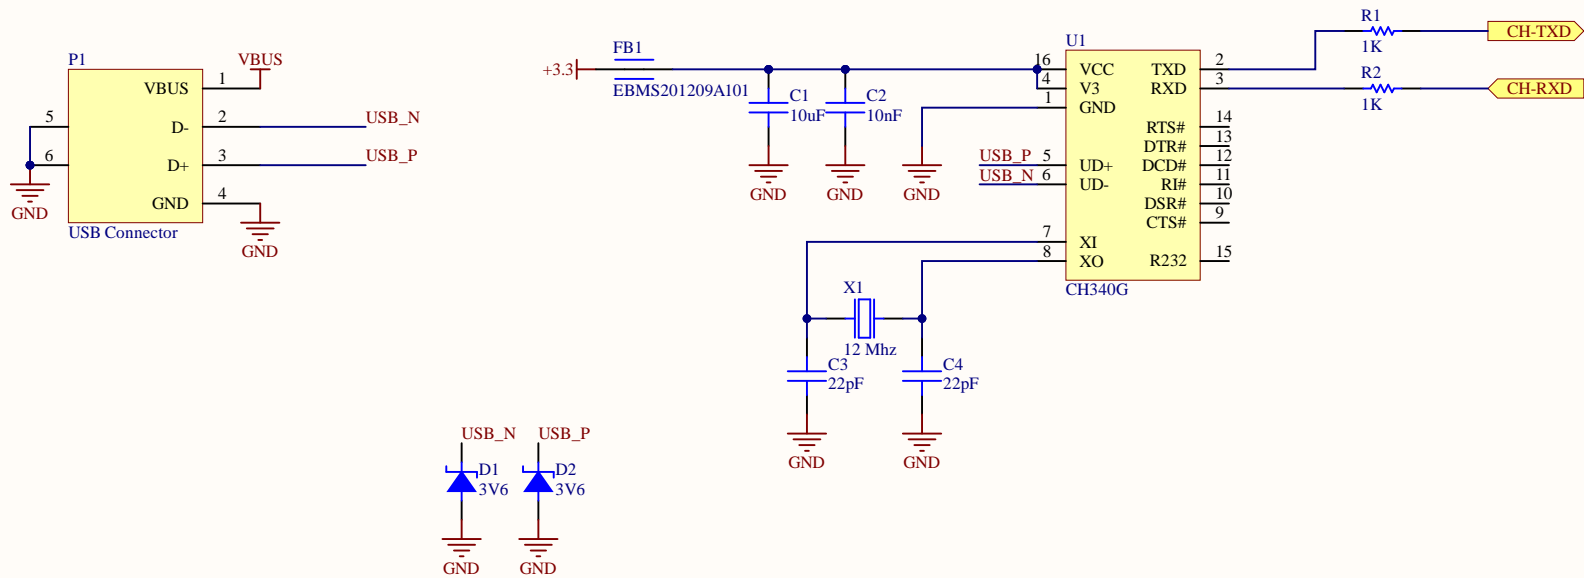 P1
VBUS
VBUS
1
D-
2
USB_N
5
D+
3
USB_P
6
GND
4
GND
USB Connector
GND
+3.3
FB1
EBMS201209A101
C1
10uF
GND
C2
10nF
GND
GND
U1
16
VCC
4
V3
1
GND
USB_P
5
UD+
USB_N
6
UD-
7
XI
8
XO
TXD
2
RXD
3
RTS#
14
DTR#
13
DCD#
12
RI#
11
DSR#
10
CTS#
9
R232
15
CH340G
R1
1K
CH-TXD
R2
1K
CH-RXD
X1
12 Mhz
C3
22pF
GND
C4
22pF
GND
USB_N
D1
3V6
GND
USB_P
D2
3V6
GND